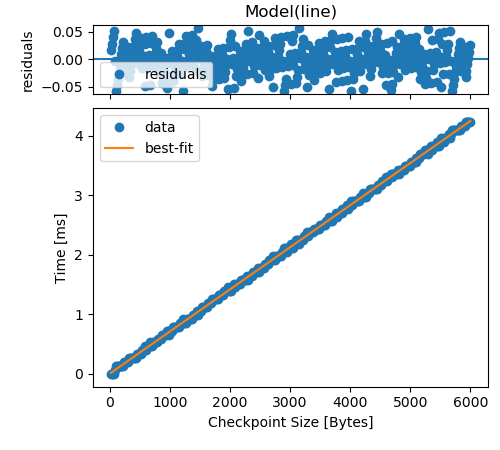 Model(line)
residuals
0.05
0.00
−0.05
residuals
Time [ms]
4
3
2
1
0
data
best-fit
0
1000
2000
3000
4000
5000
6000
Checkpoint Size [Bytes]